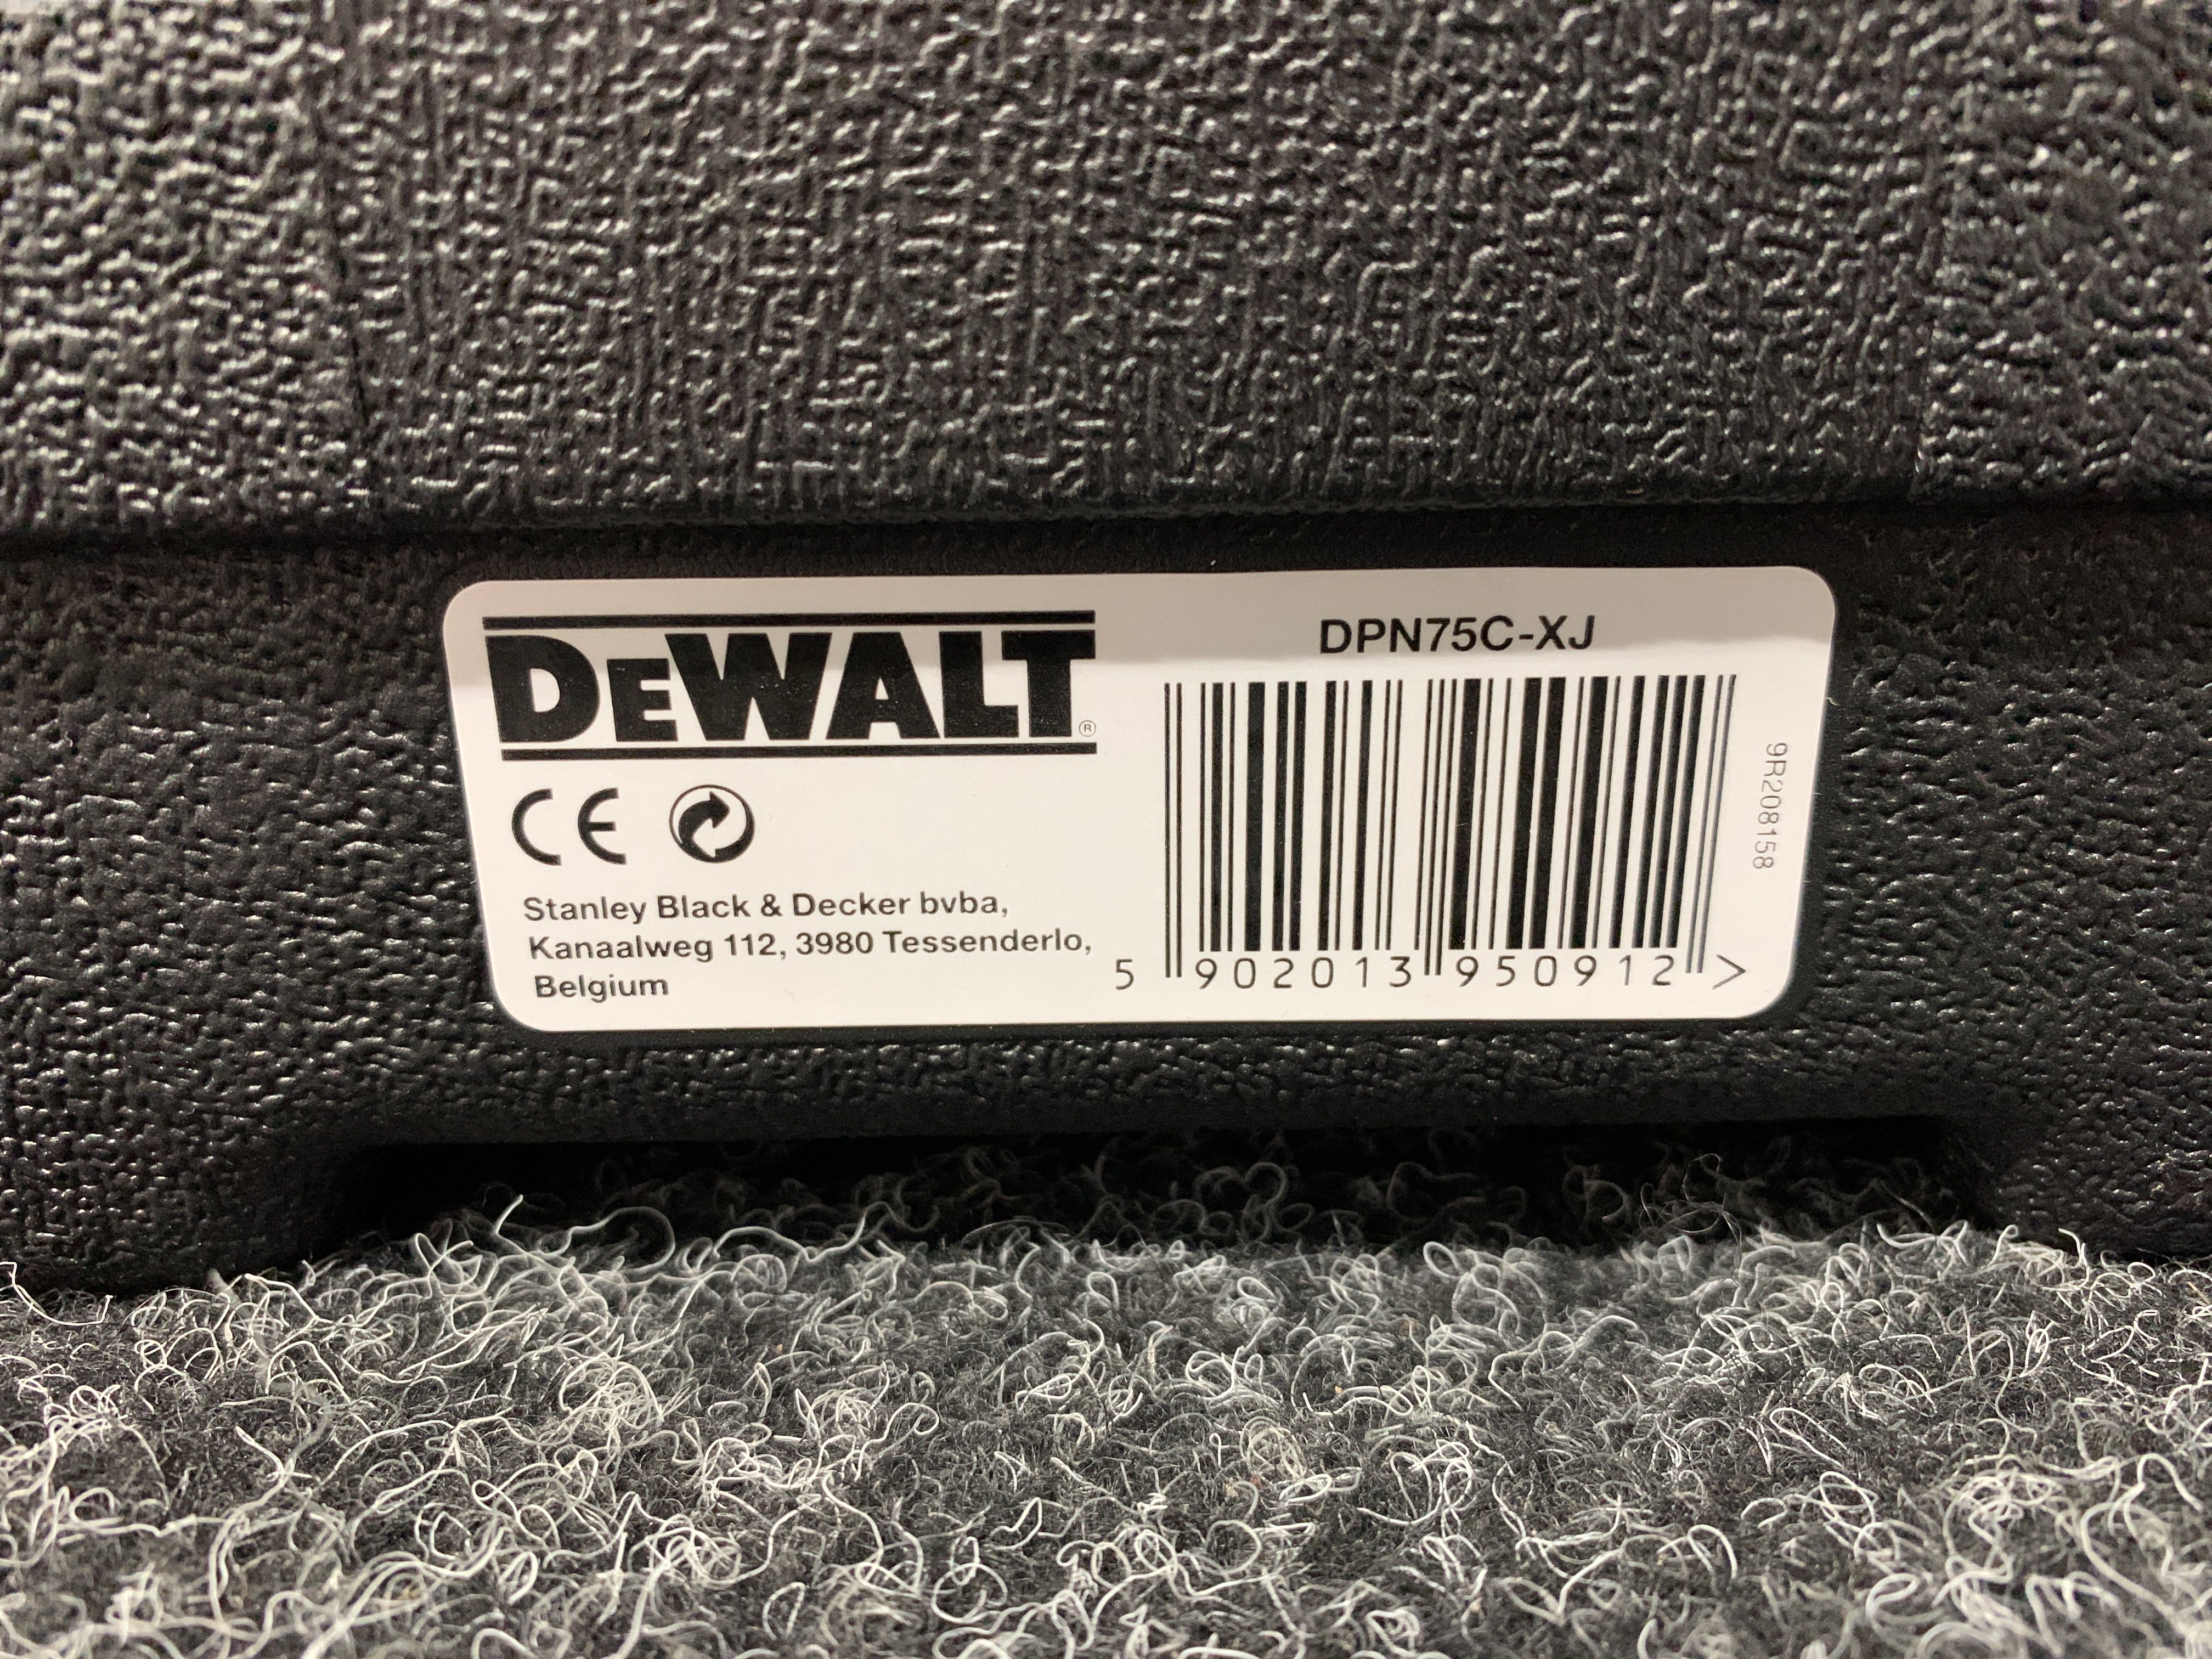 DEWALT®
CE
Stanley Black & Decker bvba,
Kanaalweg 112, 3980 Tessenderlo,
Belgium
DPN75C-XJ
5 902013 950912 >
9R208158